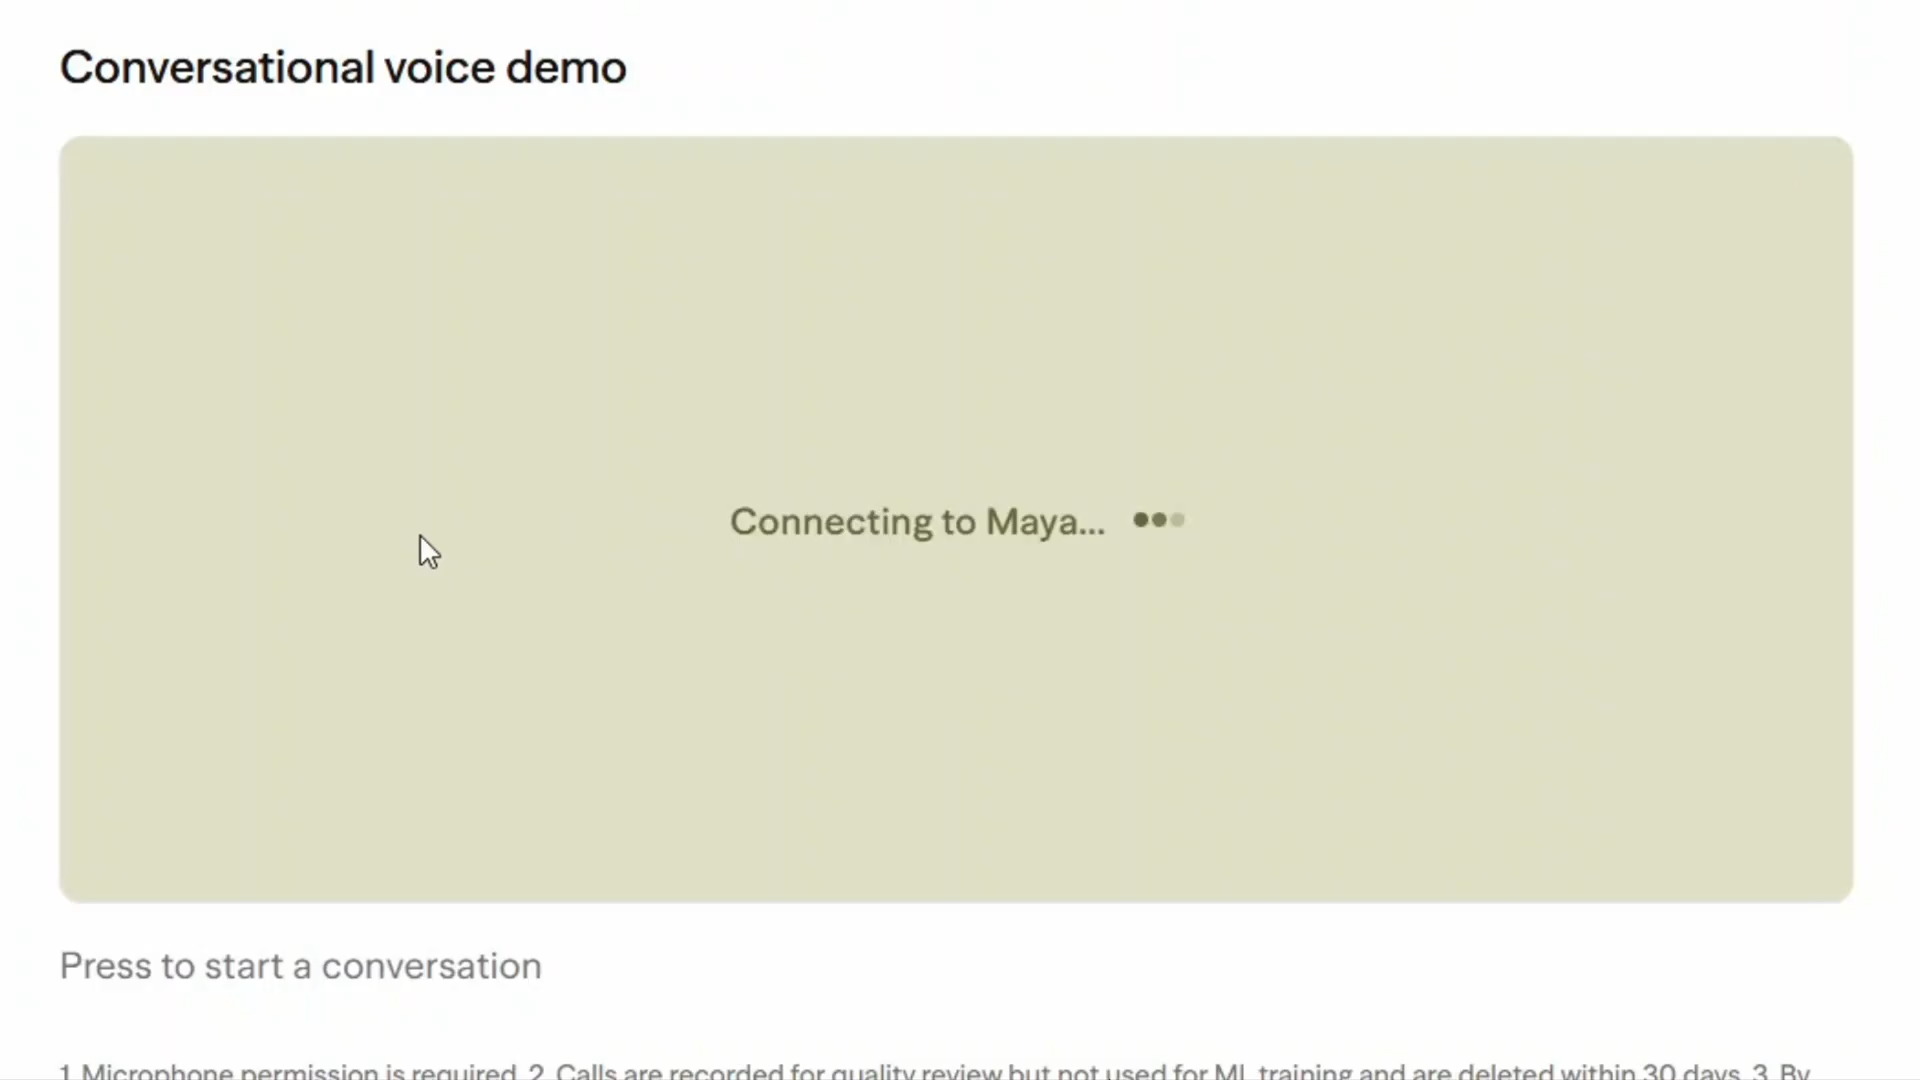 Conversational voice demo
Connecting to Maya...
Press to start a conversation
1. Microphone permission is required. 2. Calls are recorded for quality review but not used for ML training and are deleted within 30 days. 3. By